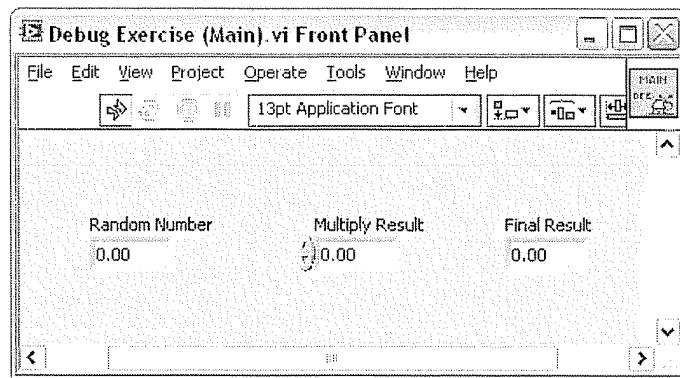 Debug Exercise (Main).vi Front Panel
File Edit View Project Operate Tools Window Help
MAIN
13pt Application Font
Random Number Multiply Result Final Result
0.00 0.00 0.00